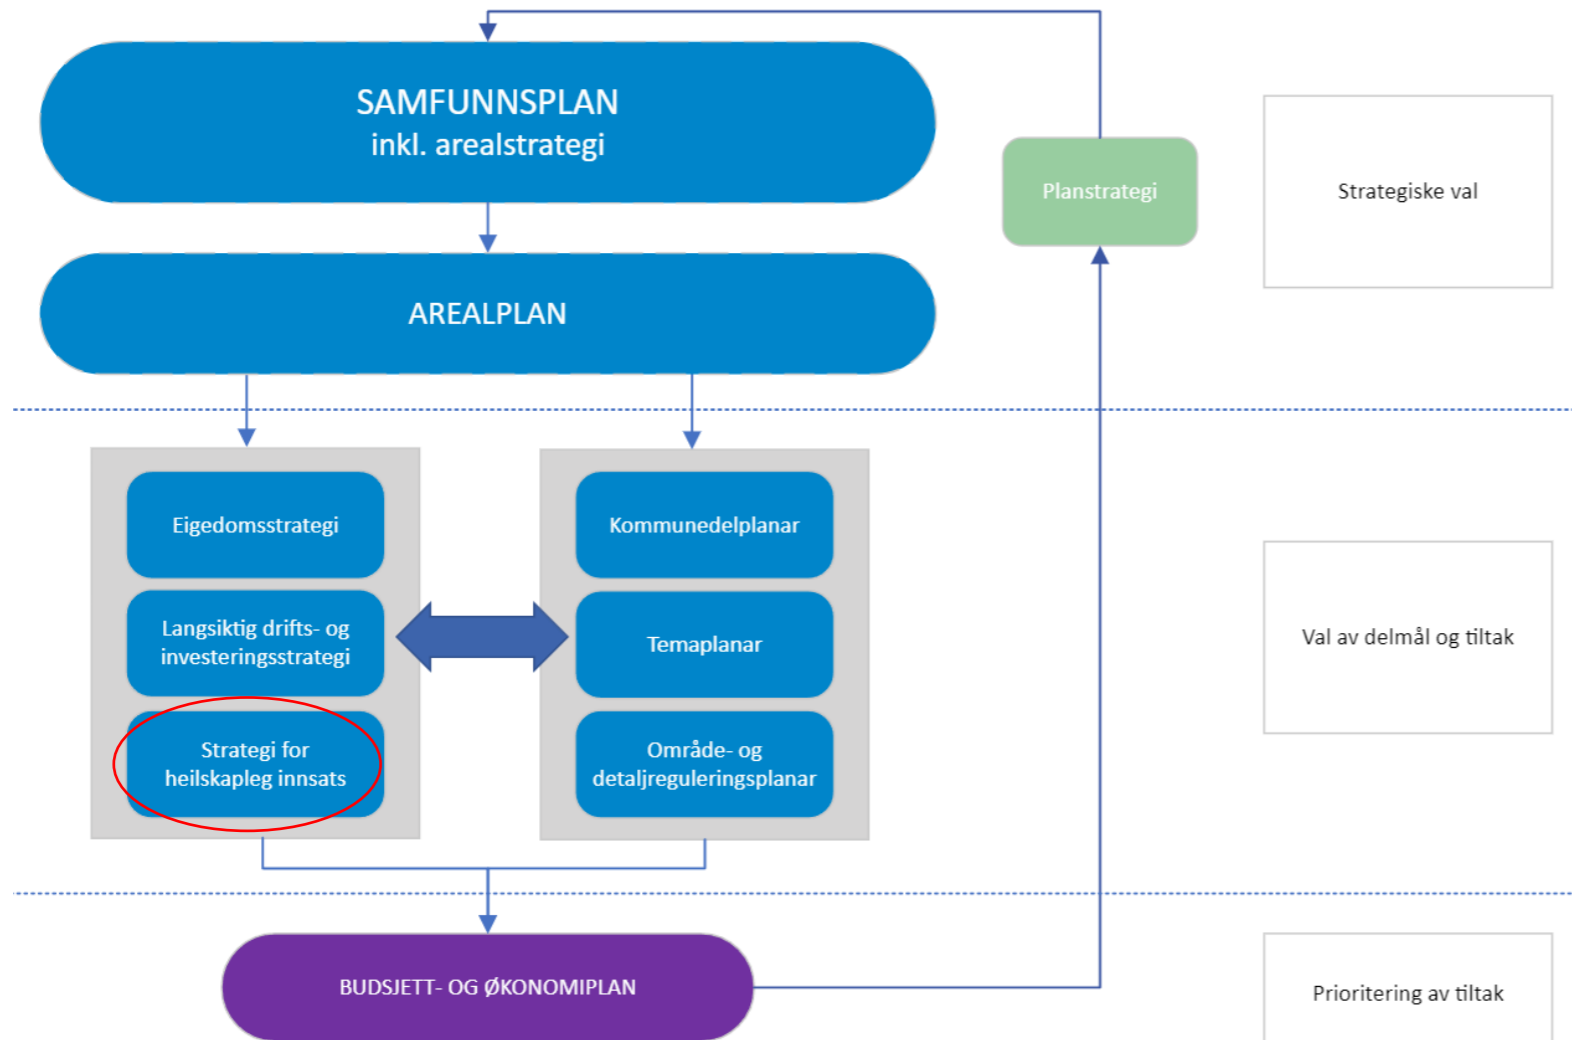 SAMFUNNSPLAN
inkl. arealstrategi
Planstrategi
Strategiske val
AREALPLAN
Eigedomsstrategi
Langsiktig drifts- og
investeringsstrategi
Strategi for
heilskapleg innsats
Kommunedelplanar
Temaplanar
Område- og
detaljreguleringsplanar
Val av delmål og tiltak
BUDSJETT- OG ØKONOMIPLAN
Prioritering av tiltak